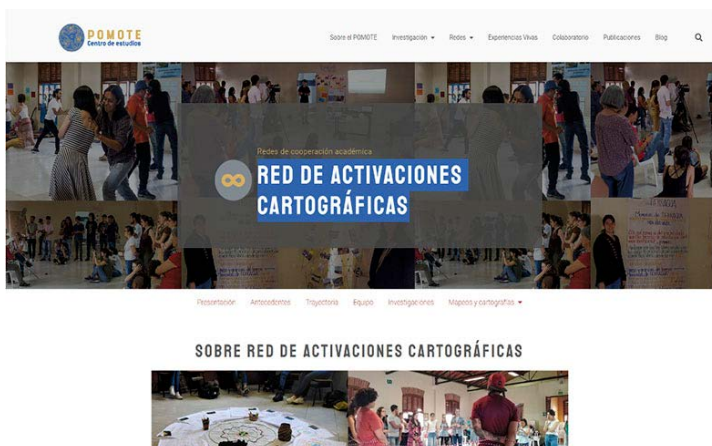 POMOTE
Centro de estudios
Sobre el POMOTE Investigación Redes Experiencias Vivas Colaboratorio Publicaciones Blog
Redes de cooperación académica
RED DE ACTIVACIONES
CARTOGRÁFICAS
Presentación Antecedentes Trayectoria Equipo Investigaciones Mapeos y cartografías
SOBRE RED DE ACTIVACIONES CARTOGRÁFICAS